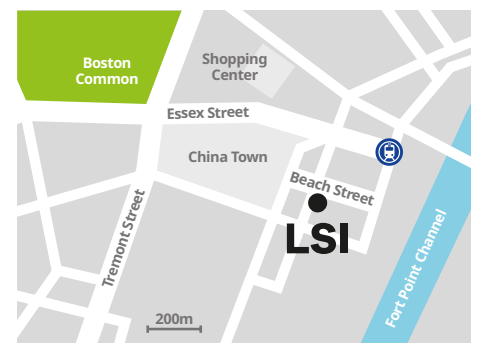 Boston
Common
Shopping
Center
Essex Street
China Town
Beach Street
LSI
Tremont Street
Fort Point Channel
200m